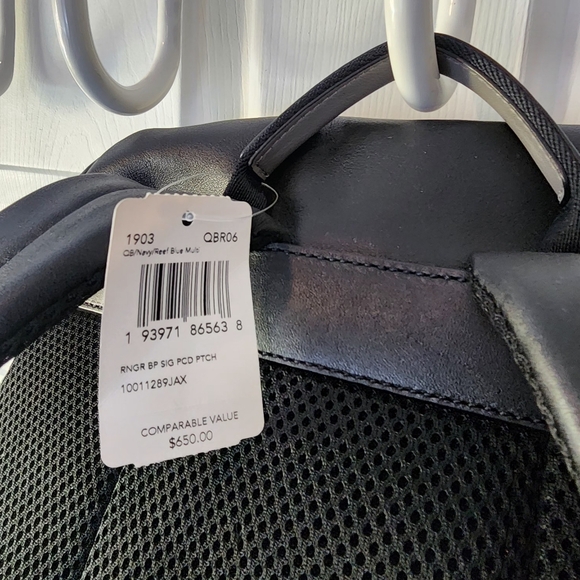 1903 QBR06
QB/Navy/Reef Blue Multi
1 93971 86563 8
RNGR BP SIG PCD PTCH
10011289JAX
COMPARABLE VALUE
$650.00